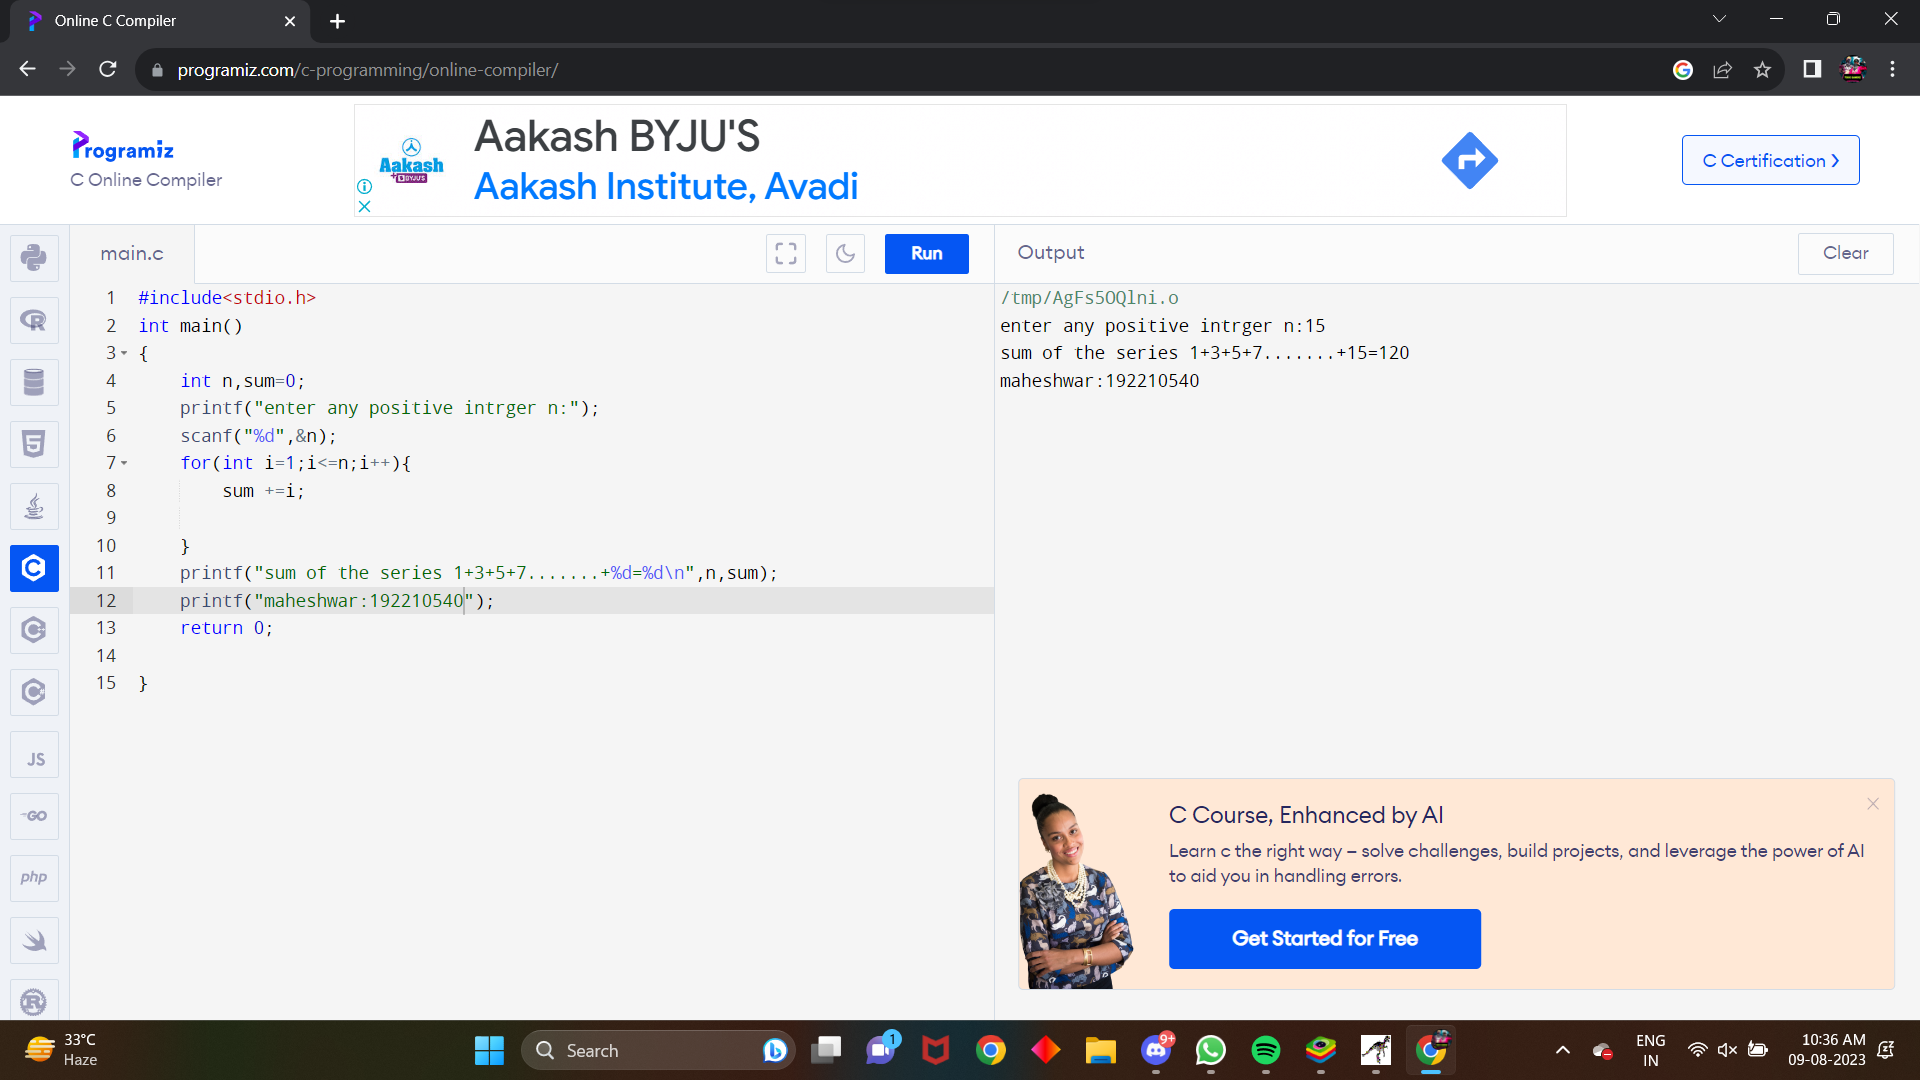 Online C Compiler
programiz.com/c-programming/online-compiler/
Programiz
C Online Compiler
Aakash
BYJU'S
Aakash BYJU'S
Aakash Institute, Avadi
C Certification
main.c
Run
Output
Clear
1 #include<stdio.h>
2 int main()
3 {
4 int n,sum=0;
5 printf("enter any positive intrger n:");
6 scanf("%d",&n);
7 for(int i=1;i<=n;i++){
8 sum +=i;
9
10 }
11 printf("sum of the series 1+3+5+7.......+%d=%d\n",n,sum);
12 printf("maheshwar:192210540");
13 return 0;
14
15 }
/tmp/AgFs5OQlni.o
enter any positive intrger n:15
sum of the series 1+3+5+7.......+15=120
maheshwar:192210540
R
5
C
C
C
JS
GO
php
R
C Course, Enhanced by AI
Learn c the right way – solve challenges, build projects, and leverage the power of AI
to aid you in handling errors.
Get Started for Free
33°C
Haze
Search
1
9+
ENG
IN
10:36 AM
09-08-2023